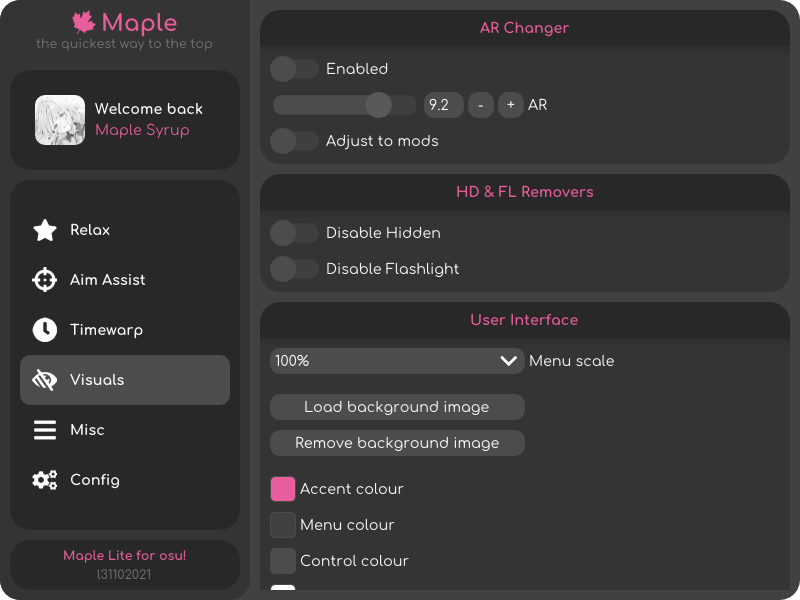 Maple
the quickest way to the top
Welcome back
Maple Syrup
Relax
Aim Assist
Timewarp
Visuals
Misc
Config
Maple Lite for osu!
l31102021
AR Changer
Enabled
9.2 - + AR
Adjust to mods
HD & FL Removers
Disable Hidden
Disable Flashlight
User Interface
100% Menu scale
Load background image
Remove background image
Accent colour
Menu colour
Control colour